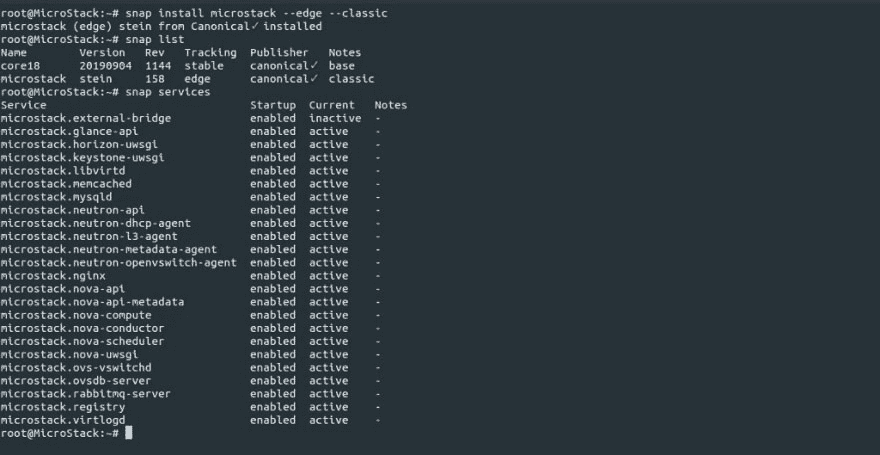 root@MicroStack:~# snap install microstack --edge --classic
microstack (edge) stein from Canonical✓ installed
root@MicroStack:~# snap list
Name        Version   Rev   Tracking  Publisher   Notes
core18      20190904  1144  stable    canonical✓  base
microstack  stein     158   edge      canonical✓  classic
root@MicroStack:~# snap services
Service                              Startup  Current   Notes
microstack.external-bridge           enabled  inactive  -
microstack.glance-api                enabled  active    -
microstack.horizon-uwsgi             enabled  active    -
microstack.keystone-uwsgi            enabled  active    -
microstack.libvirtd                  enabled  active    -
microstack.memcached                 enabled  active    -
microstack.mysqld                    enabled  active    -
microstack.neutron-api               enabled  active    -
microstack.neutron-dhcp-agent        enabled  active    -
microstack.neutron-l3-agent          enabled  active    -
microstack.neutron-metadata-agent    enabled  active    -
microstack.neutron-openvswitch-agent  enabled  active    -
microstack.nginx                     enabled  active    -
microstack.nova-api                  enabled  active    -
microstack.nova-api-metadata         enabled  active    -
microstack.nova-compute              enabled  active    -
microstack.nova-conductor            enabled  active    -
microstack.nova-scheduler            enabled  active    -
microstack.nova-uwsgi                enabled  active    -
microstack.ovs-vswitchd              enabled  active    -
microstack.ovsdb-server              enabled  active    -
microstack.rabbitmq-server           enabled  active    -
microstack.registry                  enabled  active    -
microstack.virtlogd                  enabled  active    -
root@MicroStack:~#